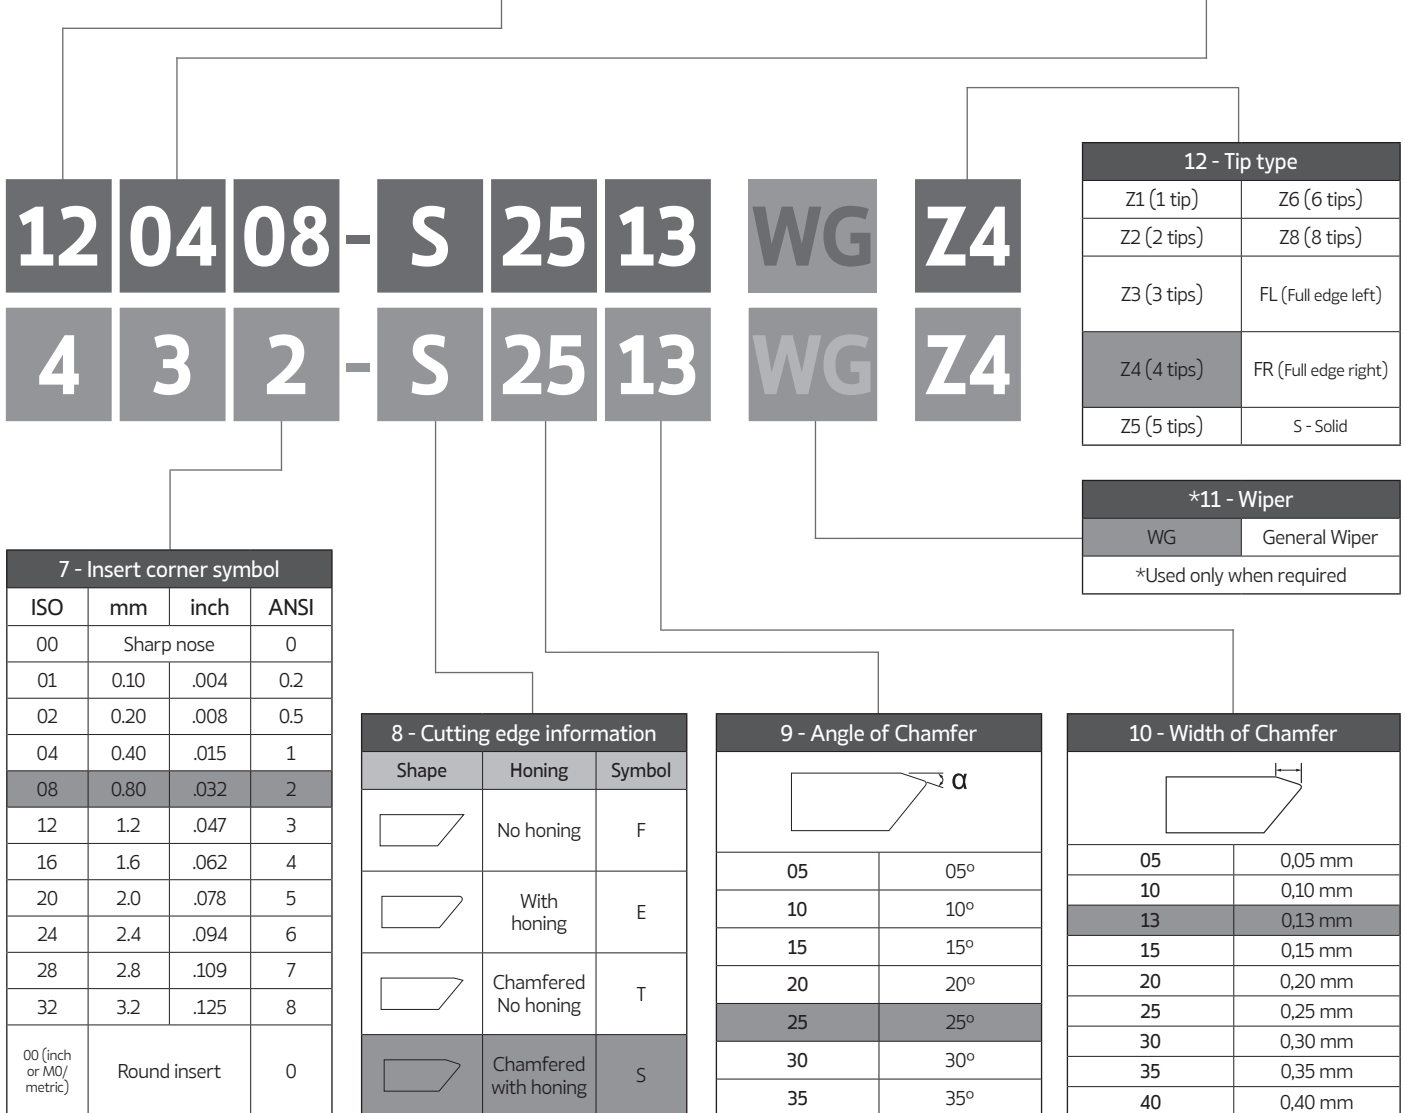 12 04 08 - S 25 13 WG Z4
4 3 2 - S 25 13 WG Z4
12 - Tip type
Z1 (1 tip) Z6 (6 tips)
Z2 (2 tips) Z8 (8 tips)
Z3 (3 tips) FL (Full edge left)
Z4 (4 tips) FR (Full edge right)
Z5 (5 tips) S - Solid
*11 - Wiper
WG General Wiper
*Used only when required
7 - Insert corner symbol
ISO mm inch ANSI
00 Sharp nose 0
01 0.10 .004 0.2
02 0.20 .008 0.5
04 0.40 .015 1
08 0.80 .032 2
12 1.2 .047 3
16 1.6 .062 4
20 2.0 .078 5
24 2.4 .094 6
28 2.8 .109 7
32 3.2 .125 8
00 (inch
or M0/
metric)
Round insert 0
8 - Cutting edge information
Shape Honing Symbol
No honing F
With
honing
E
Chamfered
No honing
T
Chamfered
with honing
S
9 - Angle of Chamfer
α
05 05º
10 10º
15 15º
20 20º
25 25º
30 30º
35 35º
10 - Width of Chamfer
05 0,05 mm
10 0,10 mm
13 0,13 mm
15 0,15 mm
20 0,20 mm
25 0,25 mm
30 0,30 mm
35 0,35 mm
40 0,40 mm